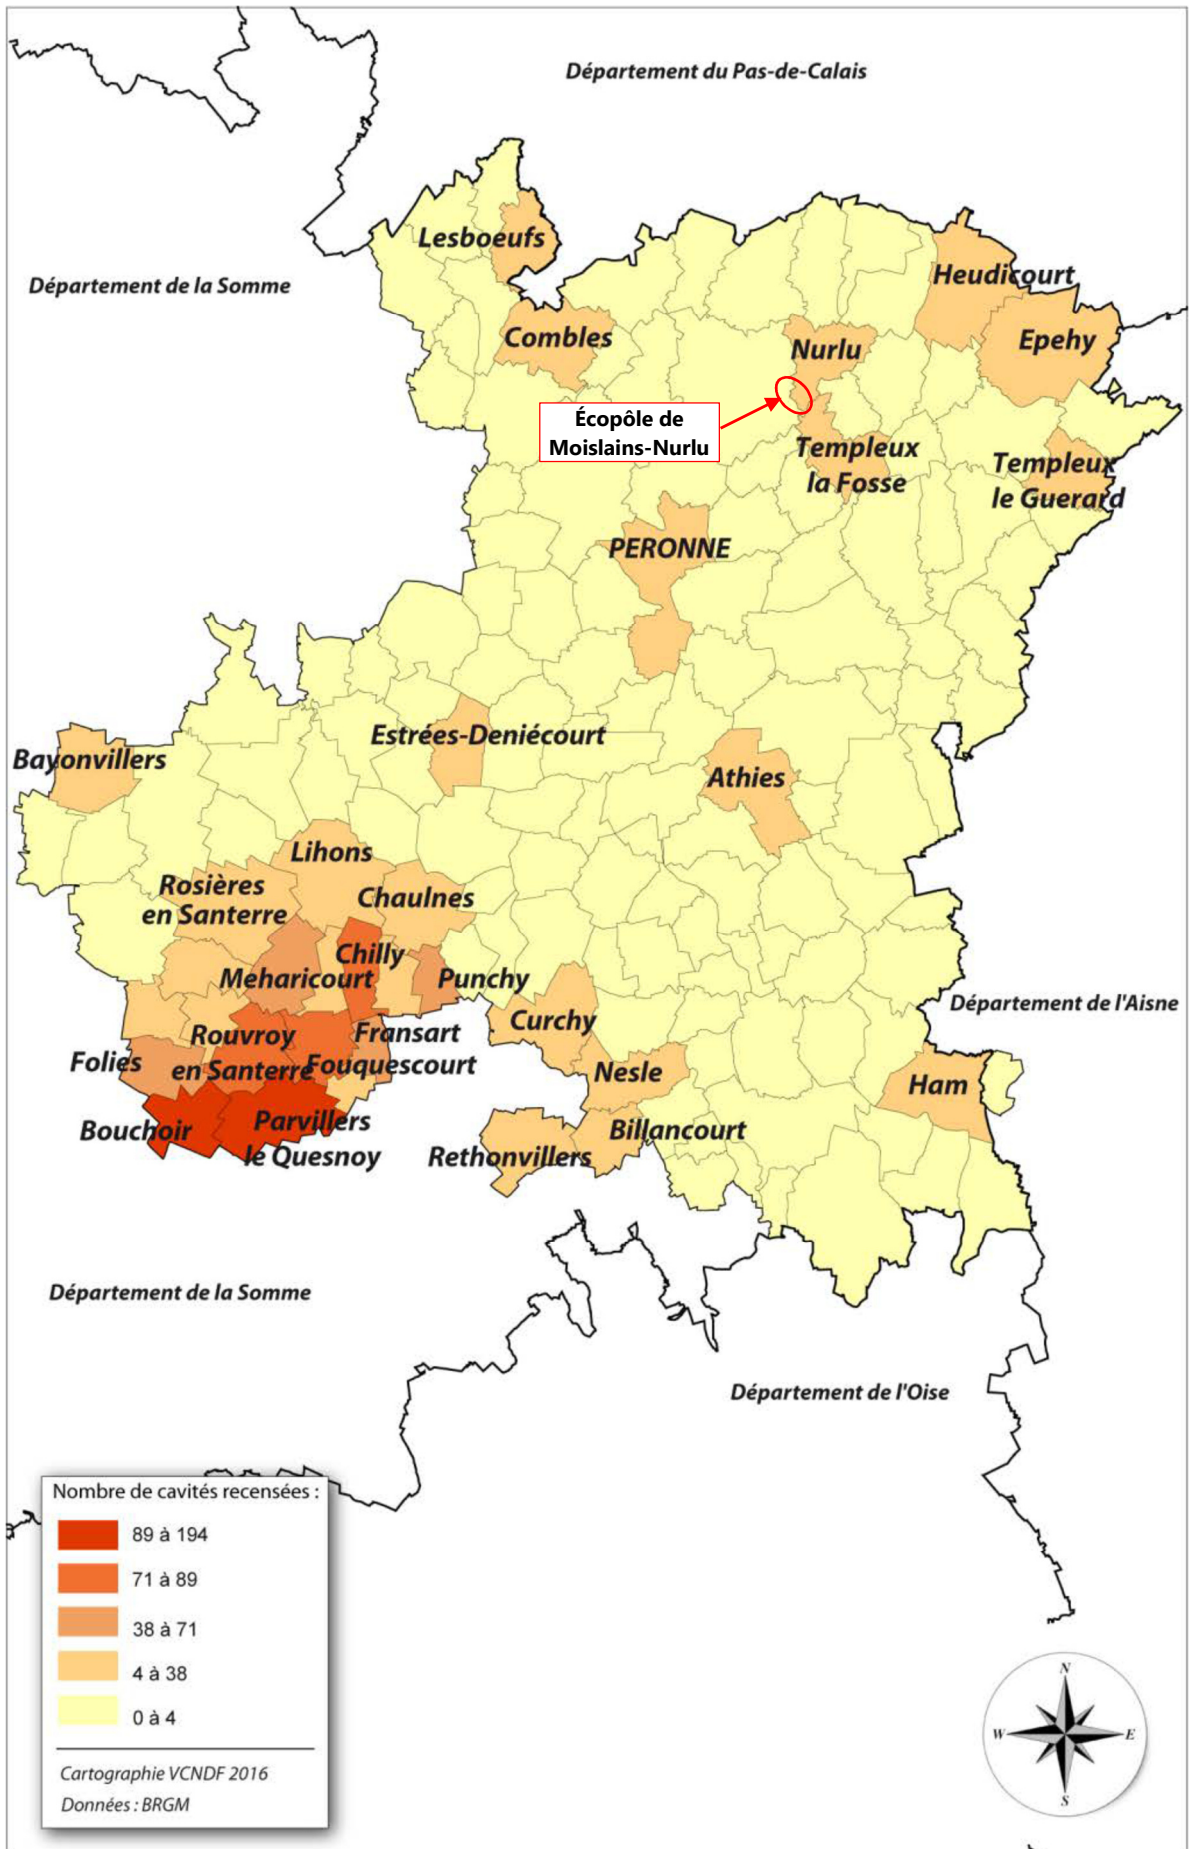 Département du Pas-de-Calais
Lesboeufs
Département de la Somme
Heudicourt
Combles
Nurlu
Epehy
Écopôle de
Moislains-Nurlu
Templeux
la Fosse
Templeux
le Guerard
PERONNE
Estrées-Deniécourt
Bayonvillers
Athies
Lihons
Rosières
en Santerre
Chaulnes
Chilly
Meharicourt
Punchy
Département de l'Aisne
Curchy
Rouvroy
en Santerre
Fransart
Folies
Fouquescourt
Nesle
Ham
Bouchoir
Parvillers
le Quesnoy
Billancourt
Rethonvillers
Département de la Somme
Département de l'Oise
Nombre de cavités recensées :
89 à 194
71 à 89
38 à 71
4 à 38
0 à 4
Cartographie VCNDF 2016
Données : BRGM
N
W
E
S